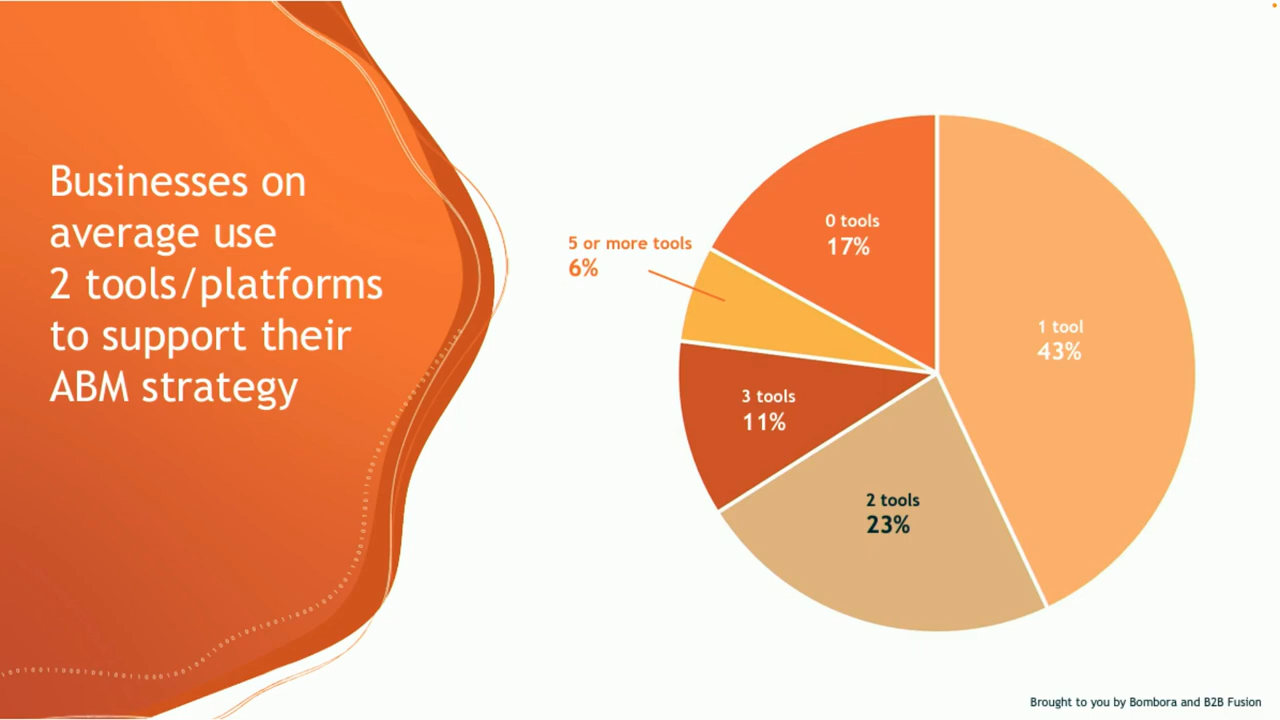 Businesses on
average use
2 tools/platforms
to support their
ABM strategy
0 tools
17%
5 or more tools
6%
1 tool
43%
3 tools
11%
2 tools
23%
Brought to you by Bombora and B2B Fusion